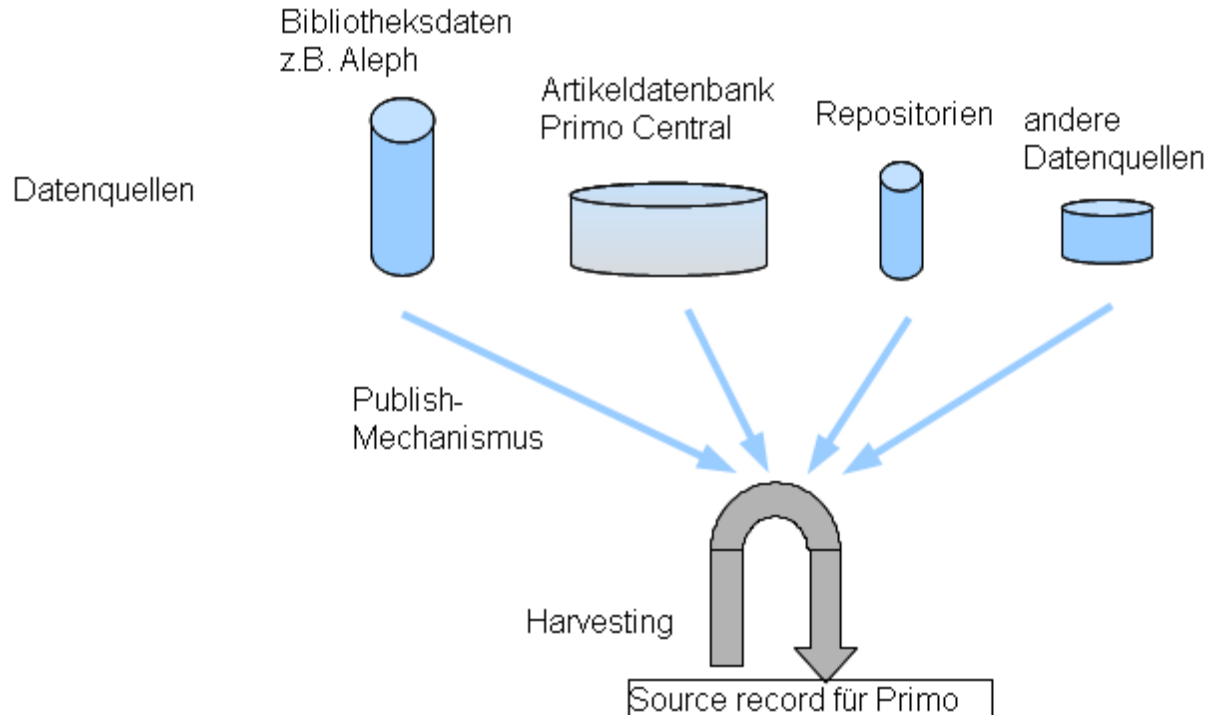 Bibliotheksdaten
z.B. Aleph
Artikeldatenbank
Primo Central
Repositorien
andere
Datenquellen
Datenquellen
Publish-
Mechanismus
Harvesting
Source record für Primo